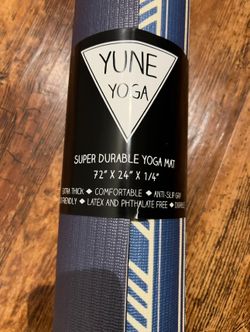 YUNE
YOGA
SUPER DURABLE YOGA MAT
72" X 24" X 1/4"
EXTRA THICK ◆ COMFORTABLE ◆ ANTI-SLIP
◆ LATEX AND PHTHALATE FREE ◆